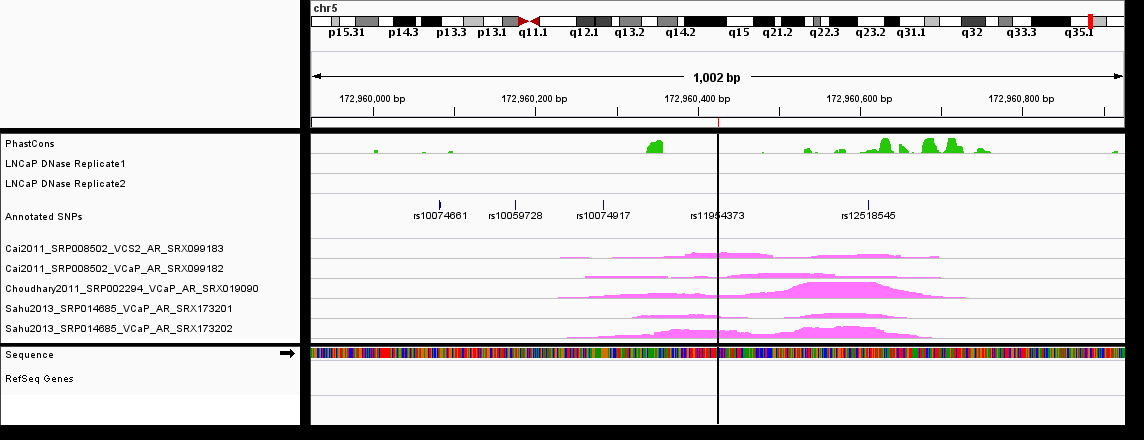 chr5
p15.31 p14.3 p13.3 p13.1 q11.1 q12.1 q13.2 q14.2 q15 q21.2 q22.3 q23.2 q31.1 q32 q33.3 q35.1
1,002 bp
172,960,000 bp 172,960,200 bp 172,960,400 bp 172,960,600 bp 172,960,800 bp
PhastCons
LNCaP DNase Replicate1
LNCaP DNase Replicate2
Annotated SNPs rs10074661 rs10059728 rs10074917 rs11954373 rs12518545
Cai2011_SRP008502_VCS2_AR_SRX099183
Cai2011_SRP008502_VCaP_AR_SRX099182
Choudhary2011_SRP002294_VCaP_AR_SRX019090
Sahu2013_SRP014685_VCaP_AR_SRX173201
Sahu2013_SRP014685_VCaP_AR_SRX173202
Sequence
RefSeq Genes